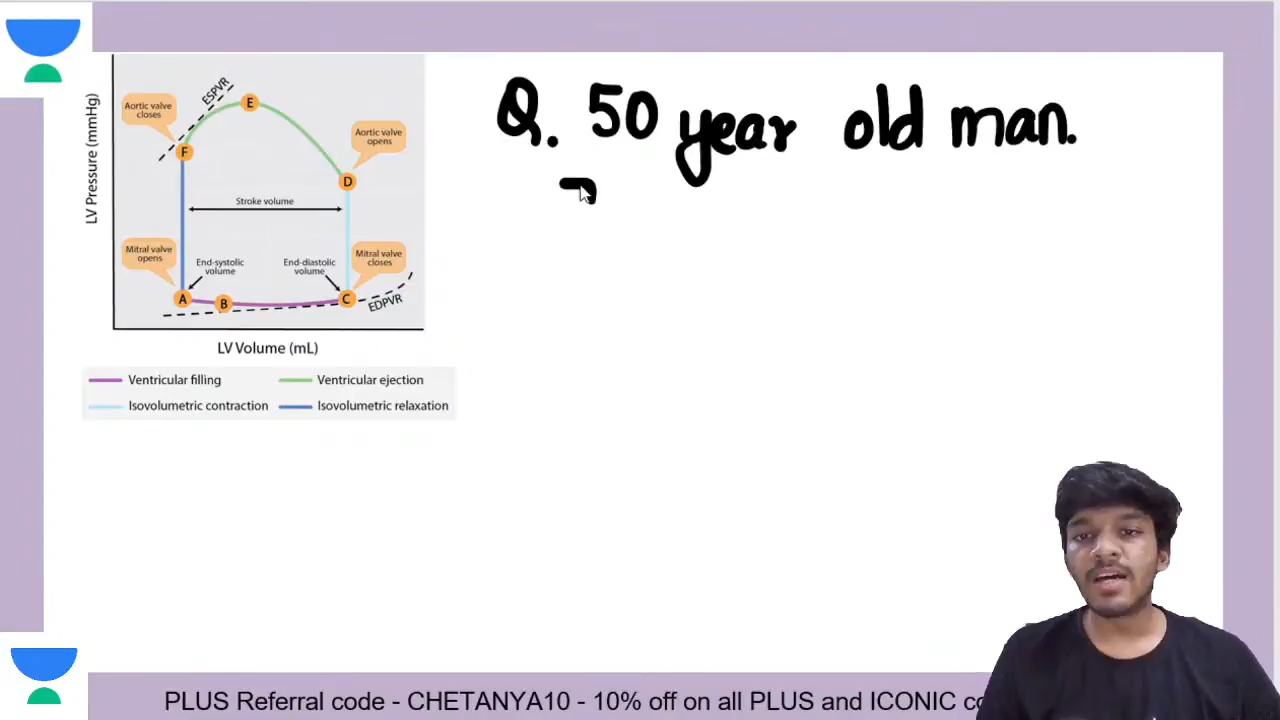 Q. 50 year old man.
LV Pressure (mmHg)
Aortic valve
closes
ESPVR
E
F
Aortic valve
opens
D
Stroke volume
Mitral valve
opens
End-systolic
volume
End-diastolic
volume
Mitral valve
closes
A
B
C
EDPVR
LV Volume (mL)
Ventricular filling
Ventricular ejection
Isovolumetric contraction
Isovolumetric relaxation
PLUS Referral code - CHETANYA10 - 10% off on all PLUS and ICONIC